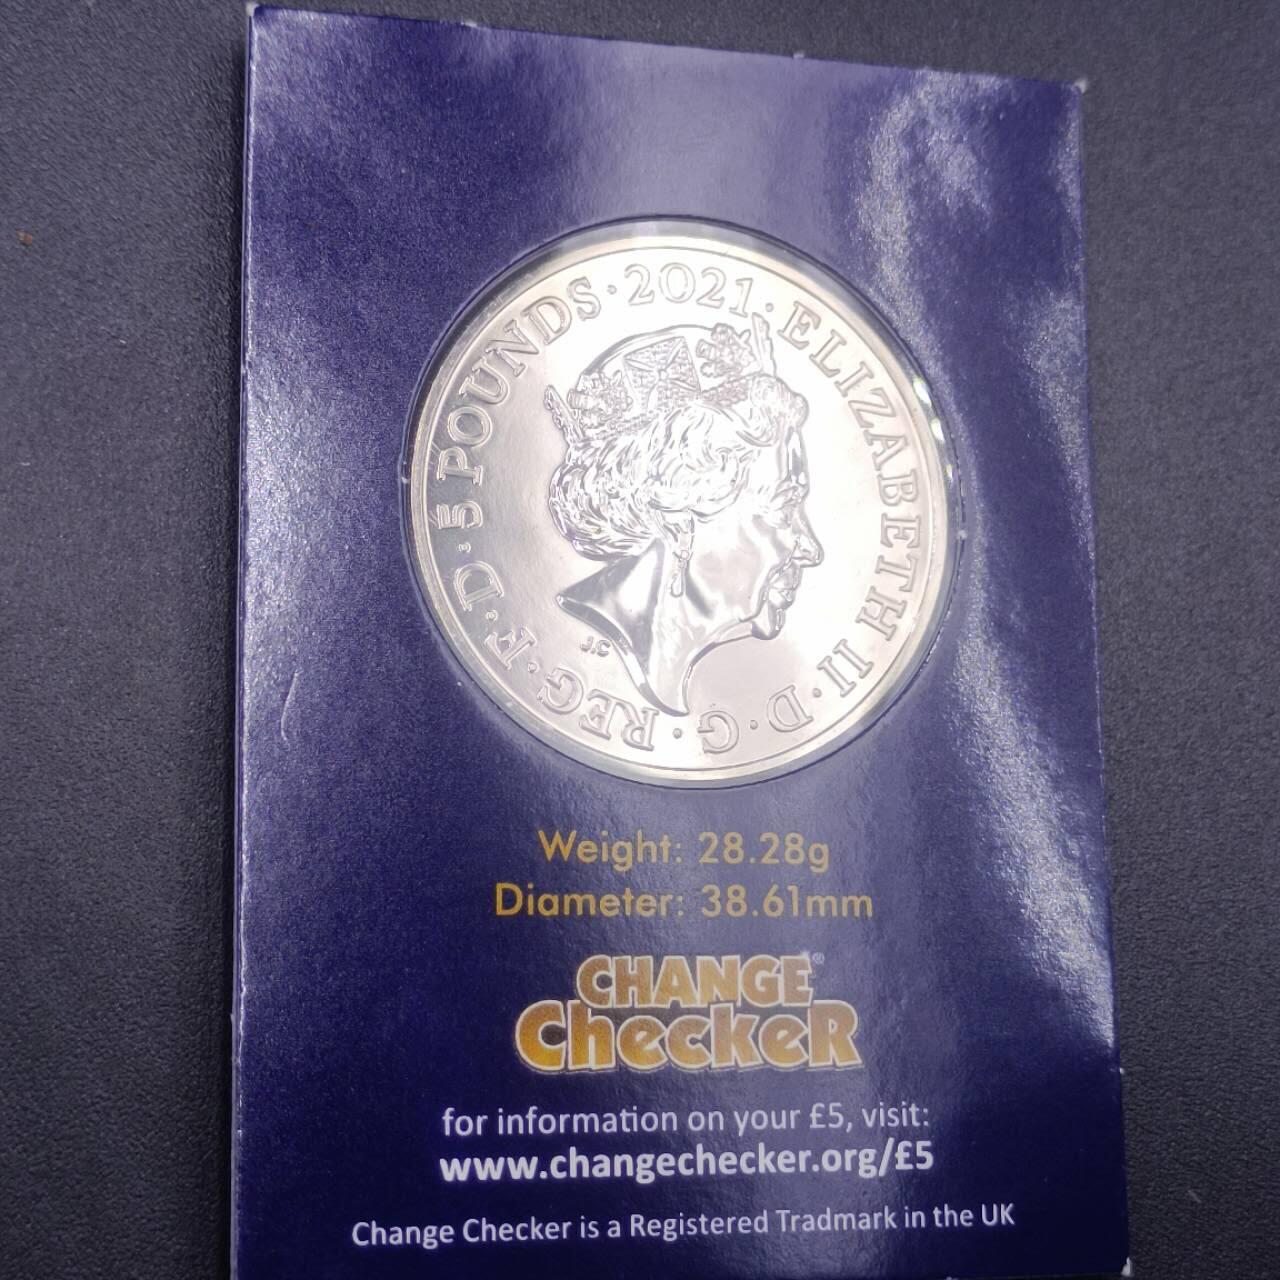 ELIZABETH II · D · G · REG · F · D · 5 POUNDS · 2021 ·
JC
Weight: 28.28g
Diameter: 38.61mm
CHANGE®
CheckeR
for information on your £5, visit:
www.changechecker.org/£5
Change Checker is a Registered Tradmark in the UK